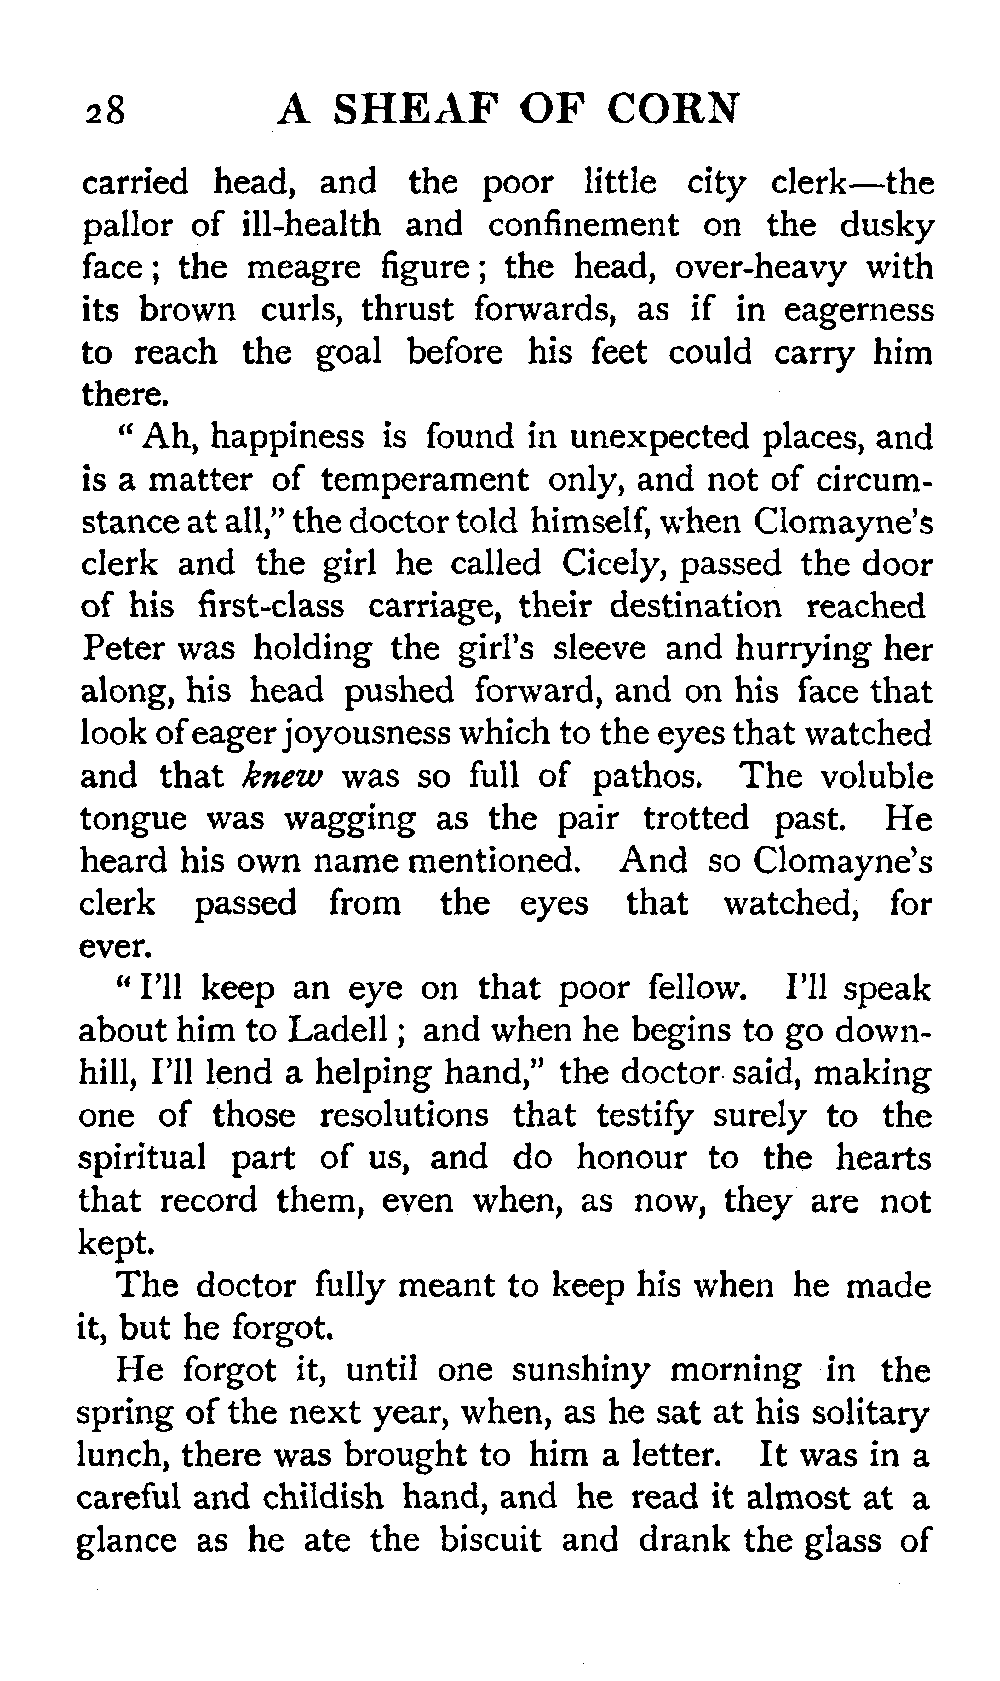 28 A SHEAF OF CORN
carried head, and the poor little city clerk—the
pallor of ill-health and confinement on the dusky
face ; the meagre figure ; the head, over-heavy with
its brown curls, thrust forwards, as if in eagerness
to reach the goal before his feet could carry him
there.
“ Ah, happiness is found in unexpected places, and
is a matter of temperament only, and not of circum-
stance at all,” the doctor told himself, when Clomayne’s
clerk and the girl he called Cicely, passed the door
of his first-class carriage, their destination reached
Peter was holding the girl’s sleeve and hurrying her
along, his head pushed forward, and on his face that
look of eager joyousness which to the eyes that watched
and that knew was so full of pathos. The voluble
tongue was wagging as the pair trotted past. He
heard his own name mentioned. And so Clomayne’s
clerk passed from the eyes that watched, for
ever.
“ I’ll keep an eye on that poor fellow. I’ll speak
about him to Ladell ; and when he begins to go down-
hill, I’ll lend a helping hand,” the doctor said, making
one of those resolutions that testify surely to the
spiritual part of us, and do honour to the hearts
that record them, even when, as now, they are not
kept.
The doctor fully meant to keep his when he made
it, but he forgot.
He forgot it, until one sunshiny morning in the
spring of the next year, when, as he sat at his solitary
lunch, there was brought to him a letter. It was in a
careful and childish hand, and he read it almost at a
glance as he ate the biscuit and drank the glass of